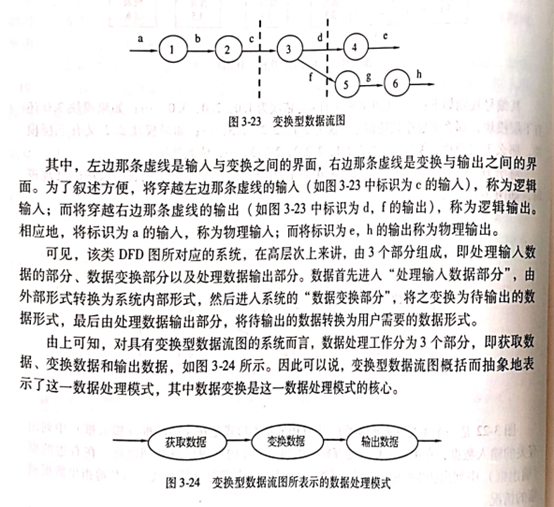 a b c d e
1 2 3 4
f g h
5 6
图 3-23 变换型数据流图
其中，左边那条虚线是输入与变换之间的界面，右边那条虚线是变换与输出之间的界
面。为了叙述方便，将穿越左边那条虚线的输入（如图3-23中标识为 c 的输入），称为逻辑
输入；而将穿越右边那条虚线的输出（如图3-23中标识为 d，f 的输出），称为逻辑输出。
相应地，将标识为 a 的输入，称为物理输入；而将标识为 e，h 的输出称为物理输出。
可见，该类 DFD 图所对应的系统，在高层次上来讲，由 3 个部分组成，即处理输入数
据的部分、数据变换部分以及处理数据输出部分。数据首先进入“处理输入数据部分”，由
外部形式转换为系统内部形式，然后进入系统的“数据变换部分”，将之变换为待输出的数
据形式，最后由处理数据输出部分，将待输出的数据转换为用户需要的数据形式。
由上可知，对具有变换型数据流图的系统而言，数据处理工作分为 3 个部分，即获取数
据、变换数据和输出数据，如图 3-24 所示。因此可以说，变换型数据流图概括而抽象地表
示了这一数据处理模式，其中数据变换是这一数据处理模式的核心。
获取数据 变换数据 输出数据
图 3-24 变换型数据流图所表示的数据处理模式